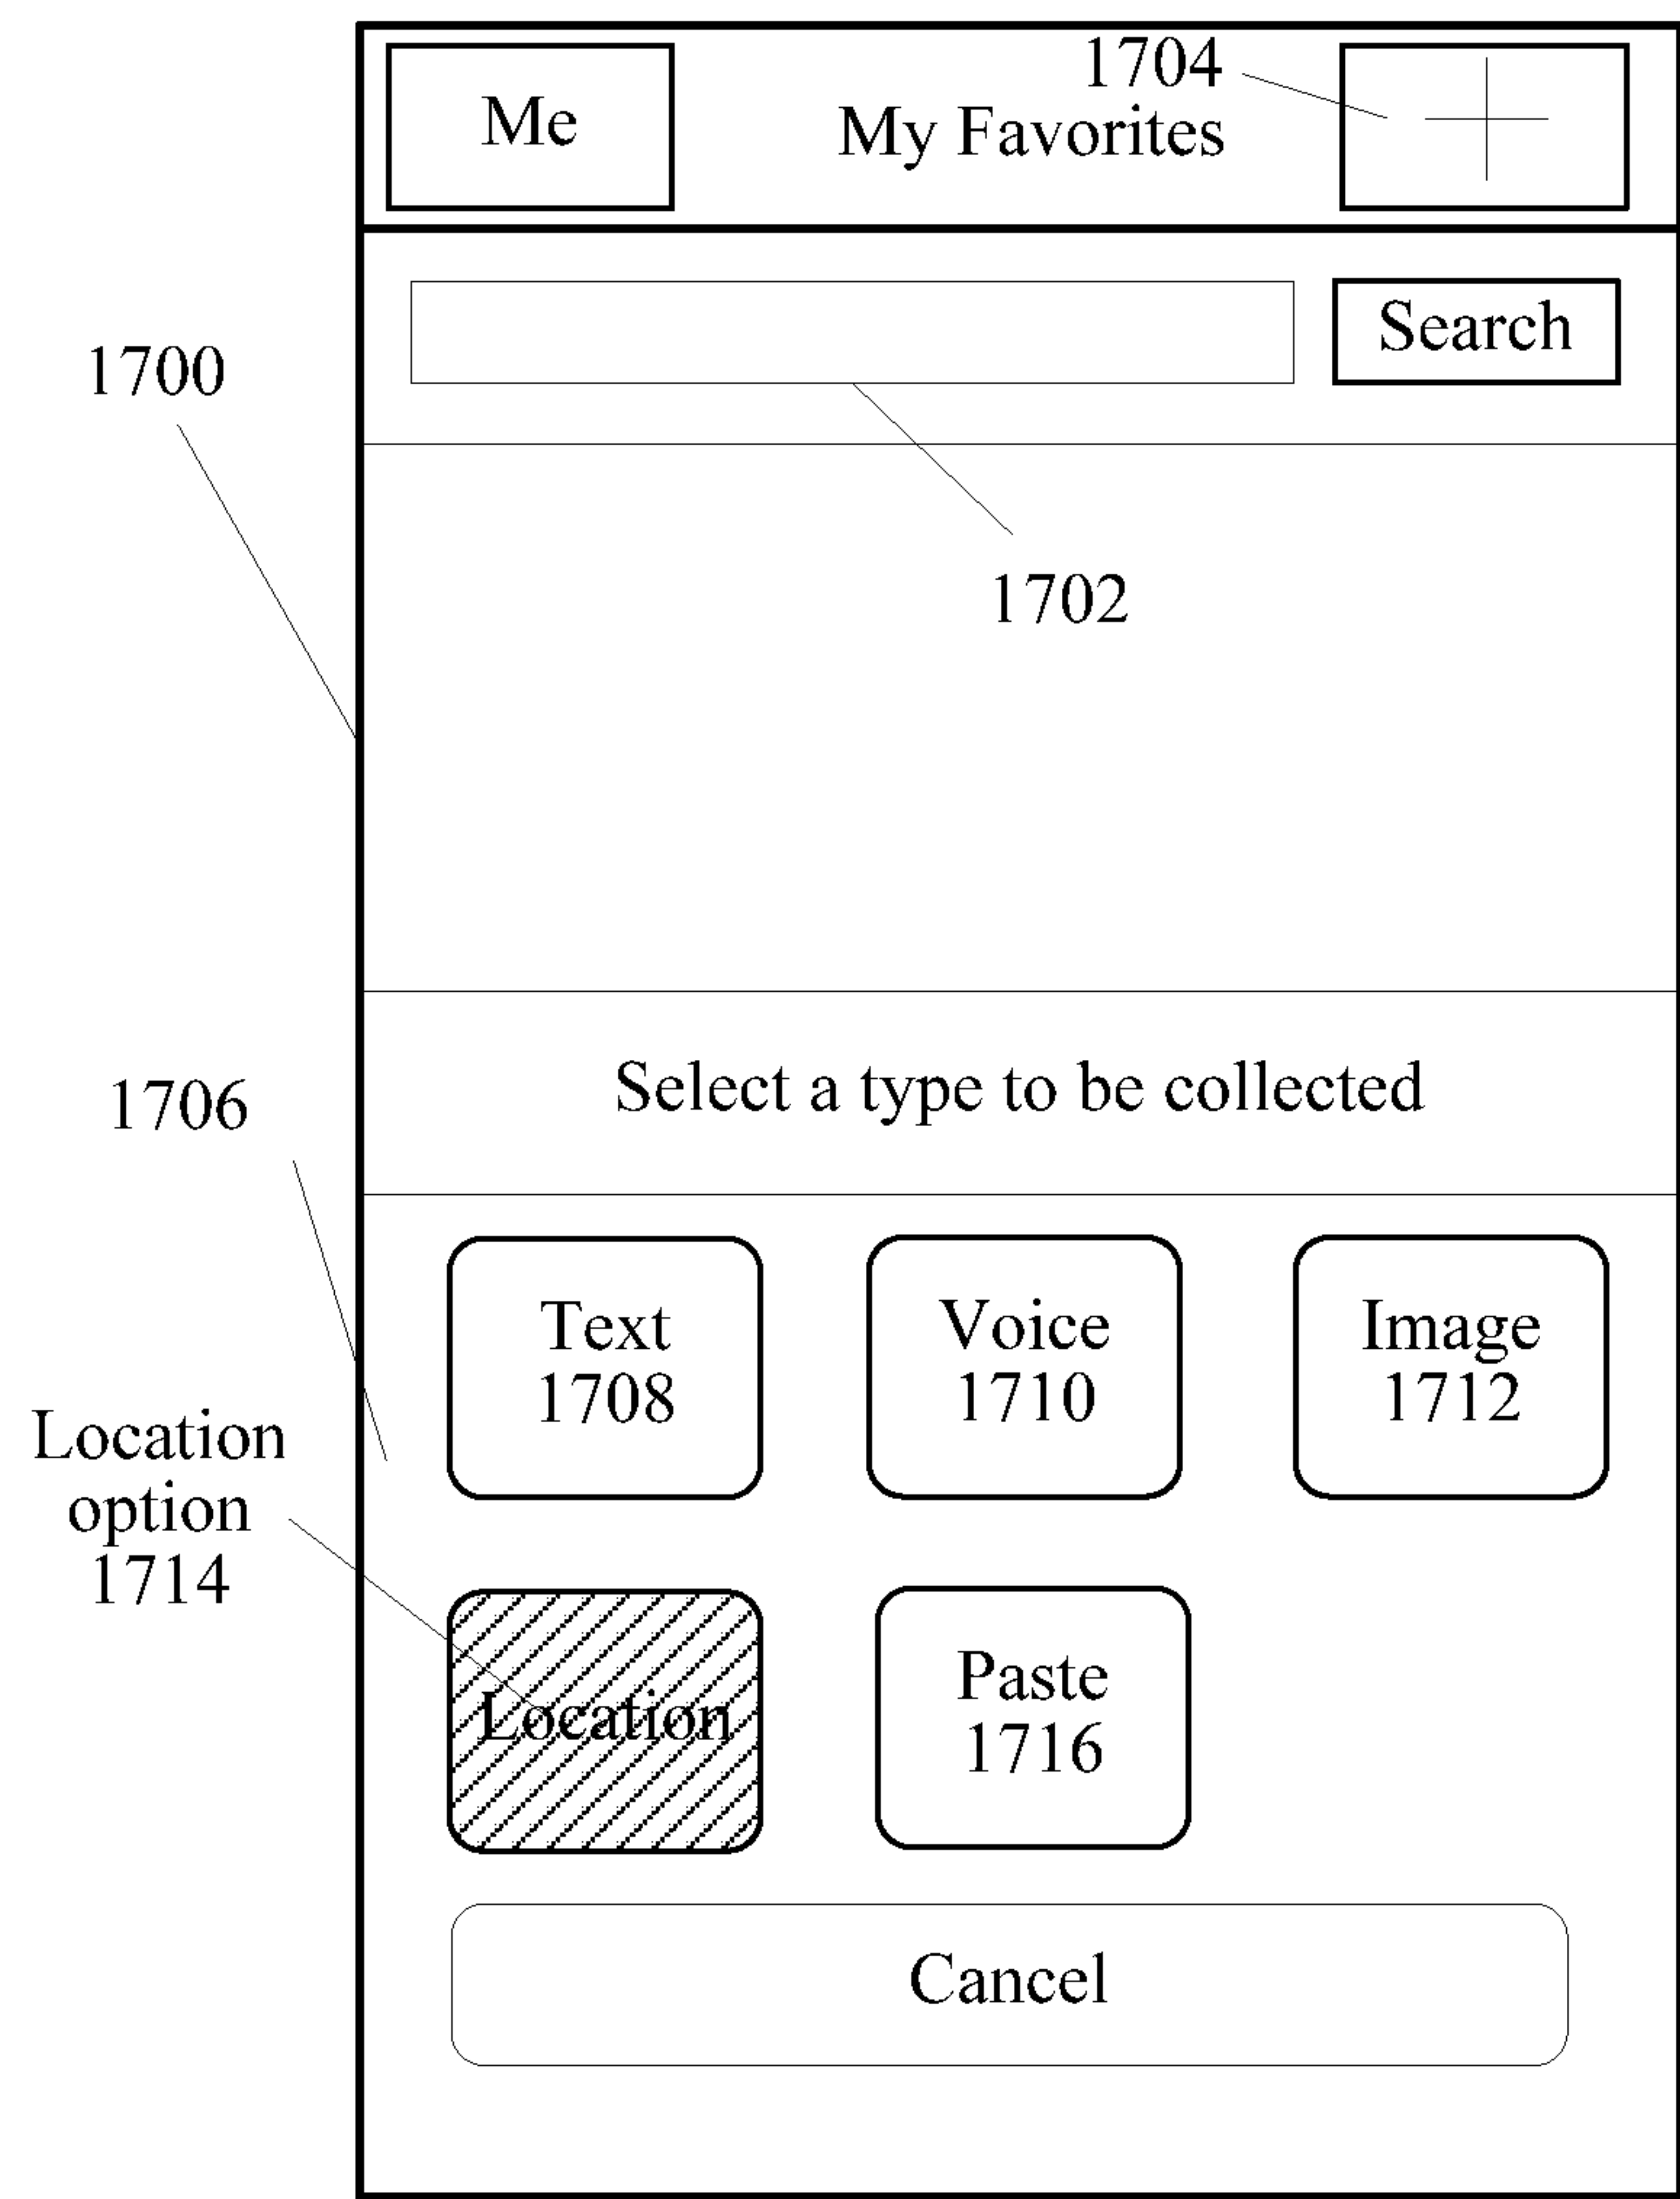 1704
Me
My Favorites
Search
1700
1702
Select a type to be collected
1706
Text
1708
Voice
1710
Image
1712
Location
option
1714
Location
Paste
1716
Cancel